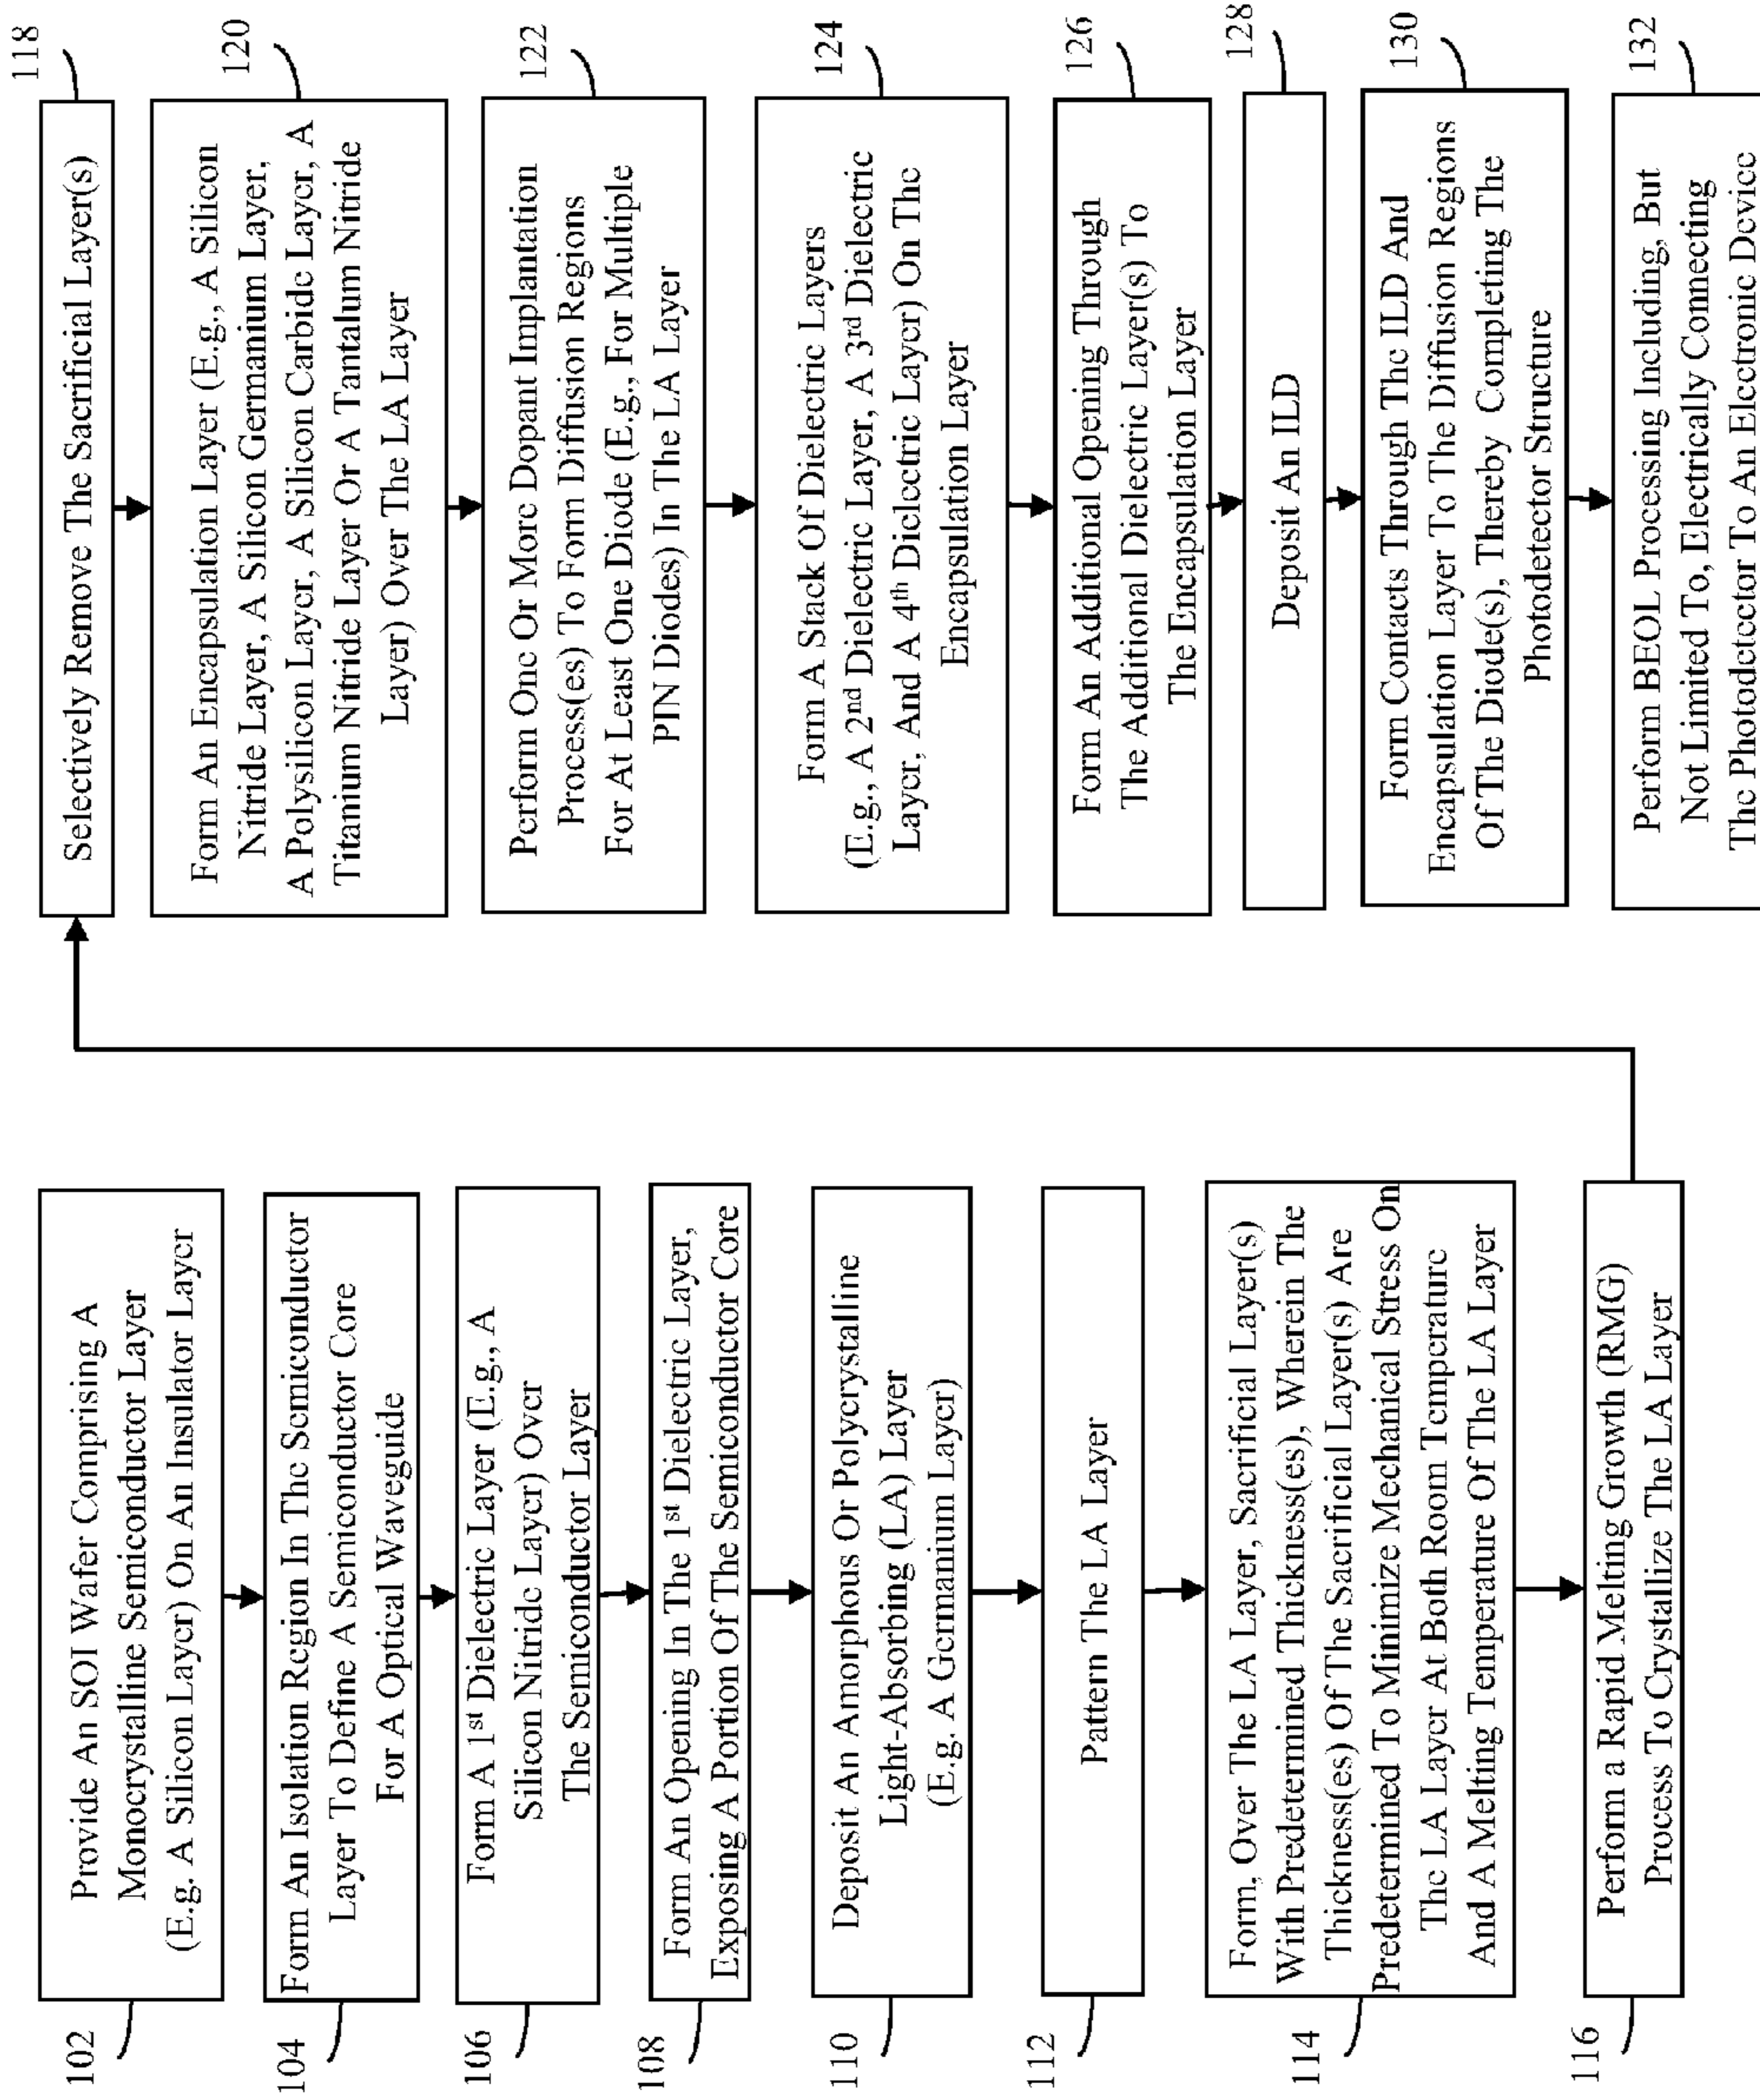 102
Provide An SOI Wafer Comprising A
Monocrystalline Semiconductor Layer
(E.g. A Silicon Layer) On An Insulator Layer
104
Form An Isolation Region In The Semiconductor
Layer To Define A Semiconductor Core
For A Optical Waveguide
106
Form A 1st Dielectric Layer (E.g., A
Silicon Nitride Layer) Over
The Semiconductor Layer
108
Form An Opening In The 1st Dielectric Layer,
Exposing A Portion Of The Semiconductor Core
110
Deposit An Amorphous Or Polycrystalline
Light-Absorbing (LA) Layer
(E.g. A Germanium Layer)
112
Pattern The LA Layer
114
Form, Over The LA Layer, Sacrificial Layer(s)
With Predetermined Thickness(es), Wherein The
Thickness(es) Of The Sacrificial Layer(s) Are
Predetermined To Minimize Mechanical Stress On
The LA Layer At Both Room Temperature
And A Melting Temperature Of The LA Layer
116
Perform a Rapid Melting Growth (RMG)
Process To Crystallize The LA Layer
118
Selectively Remove The Sacrificial Layer(s)
120
Form An Encapsulation Layer (E.g., A Silicon
Nitride Layer, A Silicon Germanium Layer,
A Polysilicon Layer, A Silicon Carbide Layer, A
Titanium Nitride Layer Or A Tantalum Nitride
Layer) Over The LA Layer
122
Perform One Or More Dopant Implantation
Process(es) To Form Diffusion Regions
For At Least One Diode (E.g., For Multiple
PIN Diodes) In The LA Layer
124
Form A Stack Of Dielectric Layers
(E.g., A 2nd Dielectric Layer, A 3rd Dielectric
Layer, And A 4th Dielectric Layer) On The
Encapsulation Layer
126
Form An Additional Opening Through
The Additional Dielectric Layer(s) To
The Encapsulation Layer
128
Deposit An ILD
130
Form Contacts Through The ILD And
Encapsulation Layer To The Diffusion Regions
Of The Diode(s), Thereby Completing The
Photodetector Structure
132
Perform BEOL Processing Including, But
Not Limited To, Electrically Connecting
The Photodetector To An Electronic Device